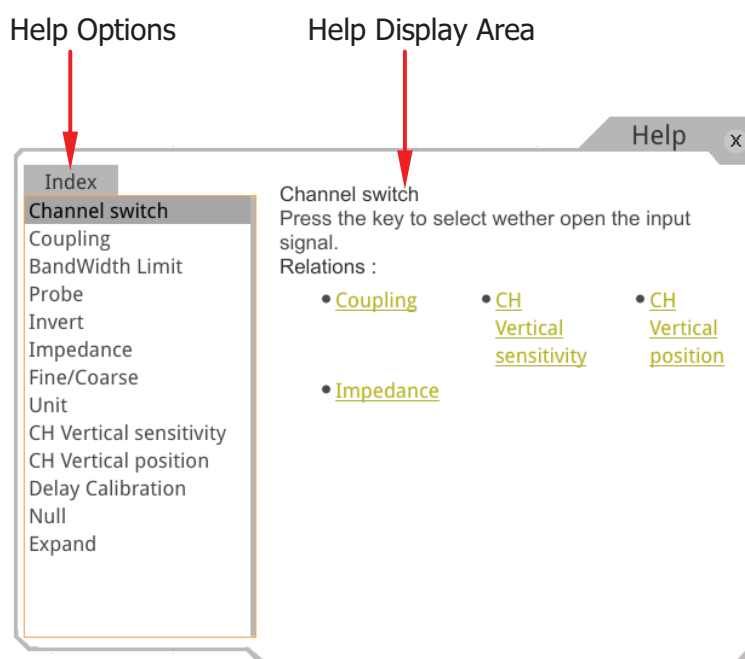 Help Options
Help Display Area
Help
x
Index
Channel switch
Coupling
BandWidth Limit
Probe
Invert
Impedance
Fine/Coarse
Unit
CH Vertical sensitivity
CH Vertical position
Delay Calibration
Null
Expand
Channel switch
Press the key to select wether open the input
signal.
Relations :
• Coupling
• CH
Vertical
sensitivity
• CH
Vertical
position
• Impedance